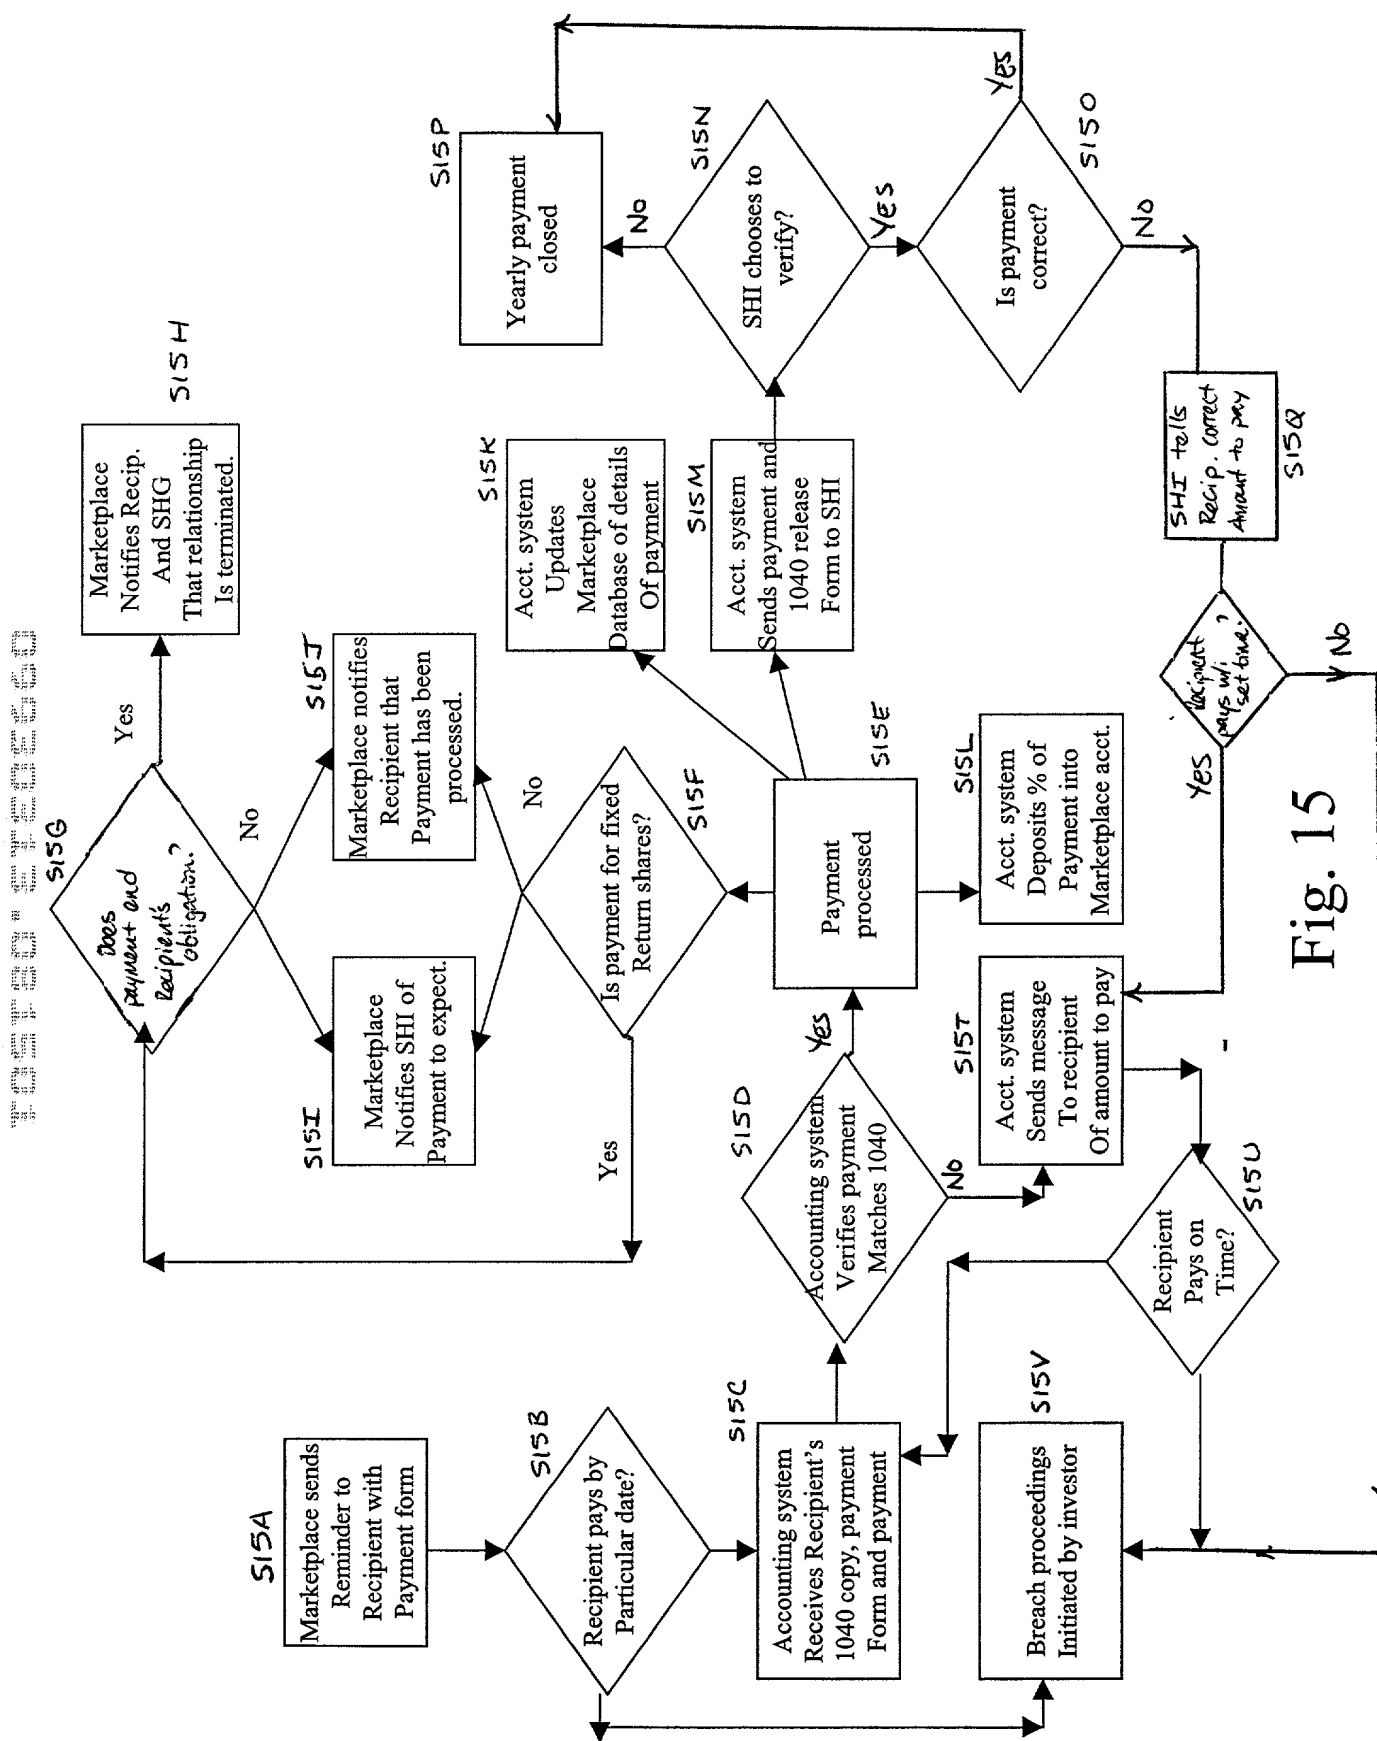 S15A
Marketplace sends
Reminder to
Recipient with
Payment form
S15B
Recipient pays by
Particular date?
S15C
Accounting system
Receives Recipient's
1040 copy, payment
Form and payment
S15V
Breach proceedings
Initiated by investor
S15G
Does
payment end
Recipient's
obligation?
Yes
No
S15H
Marketplace
Notifies Recip.
And SHG
That relationship
Is terminated.
S15I
Marketplace
Notifies SHI of
Payment to expect.
S15J
Marketplace notifies
Recipient that
Payment has been
processed.
Yes
No
S15F
Is payment for fixed
Return shares?
S15D
Accounting system
Verifies payment
Matches 1040
Yes
No
S15E
Payment
processed
S15K
Acct. system
Updates
Marketplace
Database of details
Of payment
S15M
Acct. system
Sends payment and
1040 release
Form to SHI
S15L
Acct. system
Deposits % of
Payment into
Marketplace acct.
S15T
Acct. system
Sends message
To recipient
Of amount to pay
S15U
Recipient
Pays on
Time?
S15P
Yearly payment
closed
No
S15N
SHI chooses to
verify?
Yes
S15O
Is payment
correct?
Yes
No
S15Q
SHI tells
Recip. correct
Amount to pay
Recipient
pays w/i
set time?
Yes
No
Fig. 15